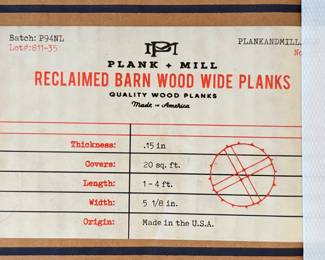 Batch: P94NL
Lot#:811-35
PM
PLANKANDMILL
No
PLANK + MILL
RECLAIMED BARN WOOD WIDE PLANKS
QUALITY WOOD PLANKS
Made in America
Thickness: .15 in
Covers: 20 sq. ft.
Length: 1 - 4 ft.
Width: 5 1/8 in.
Origin: Made in the U.S.A.